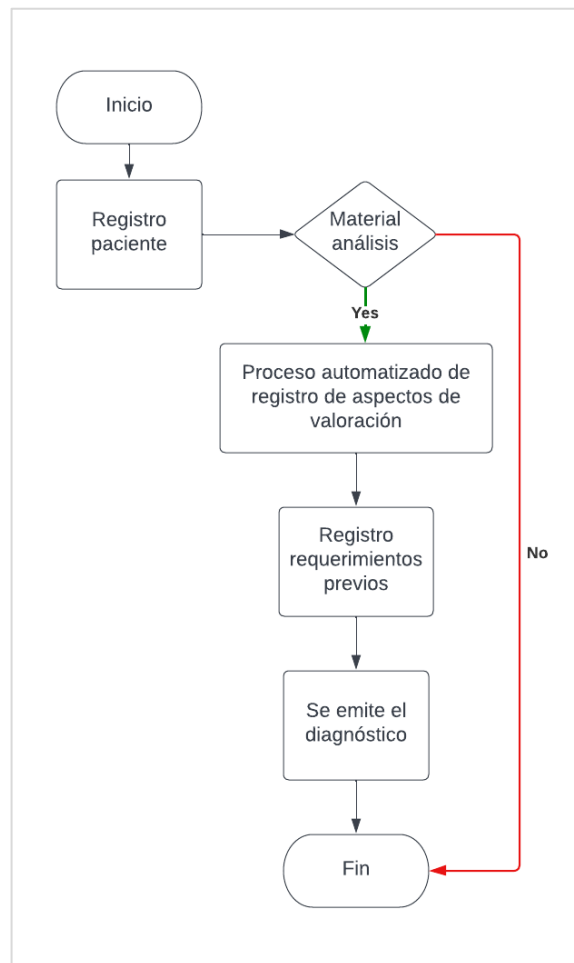 Inicio
Registro
paciente
Material
análisis
Yes
Proceso automatizado de
registro de aspectos de
valoración
Registro
requerimientos
previos
No
Se emite el
diagnóstico
Fin